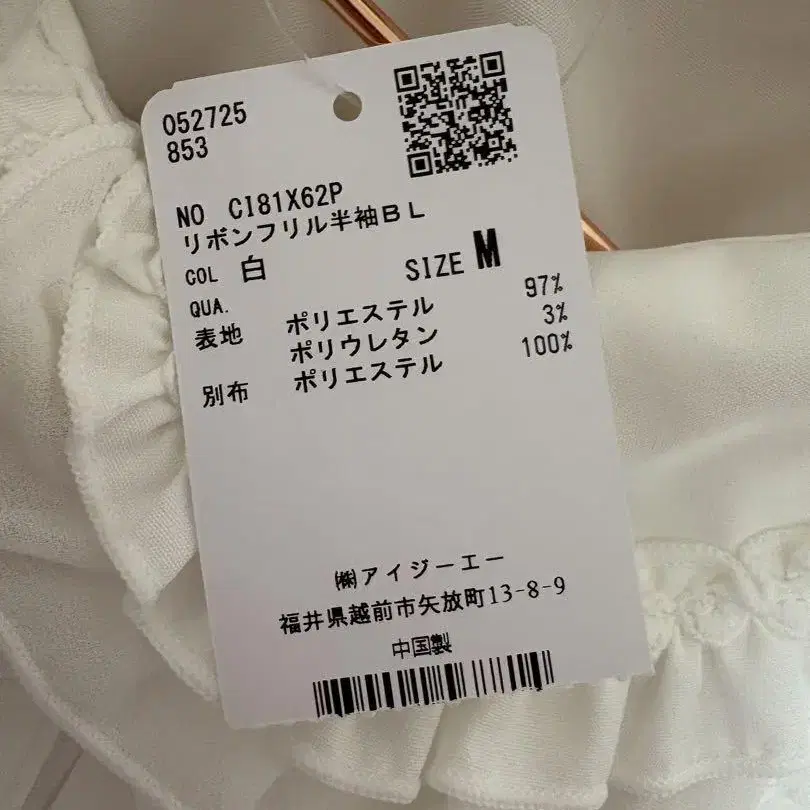 052725
853
NO CI81X62P
リボンフリル半袖BL
COL 白 SIZE M
QUA.
表地 ポリエステル 97%
ポリウレタン 3%
別布 ポリエステル 100%
㈱アイジーエー
福井県越前市矢放町13-8-9
中国製